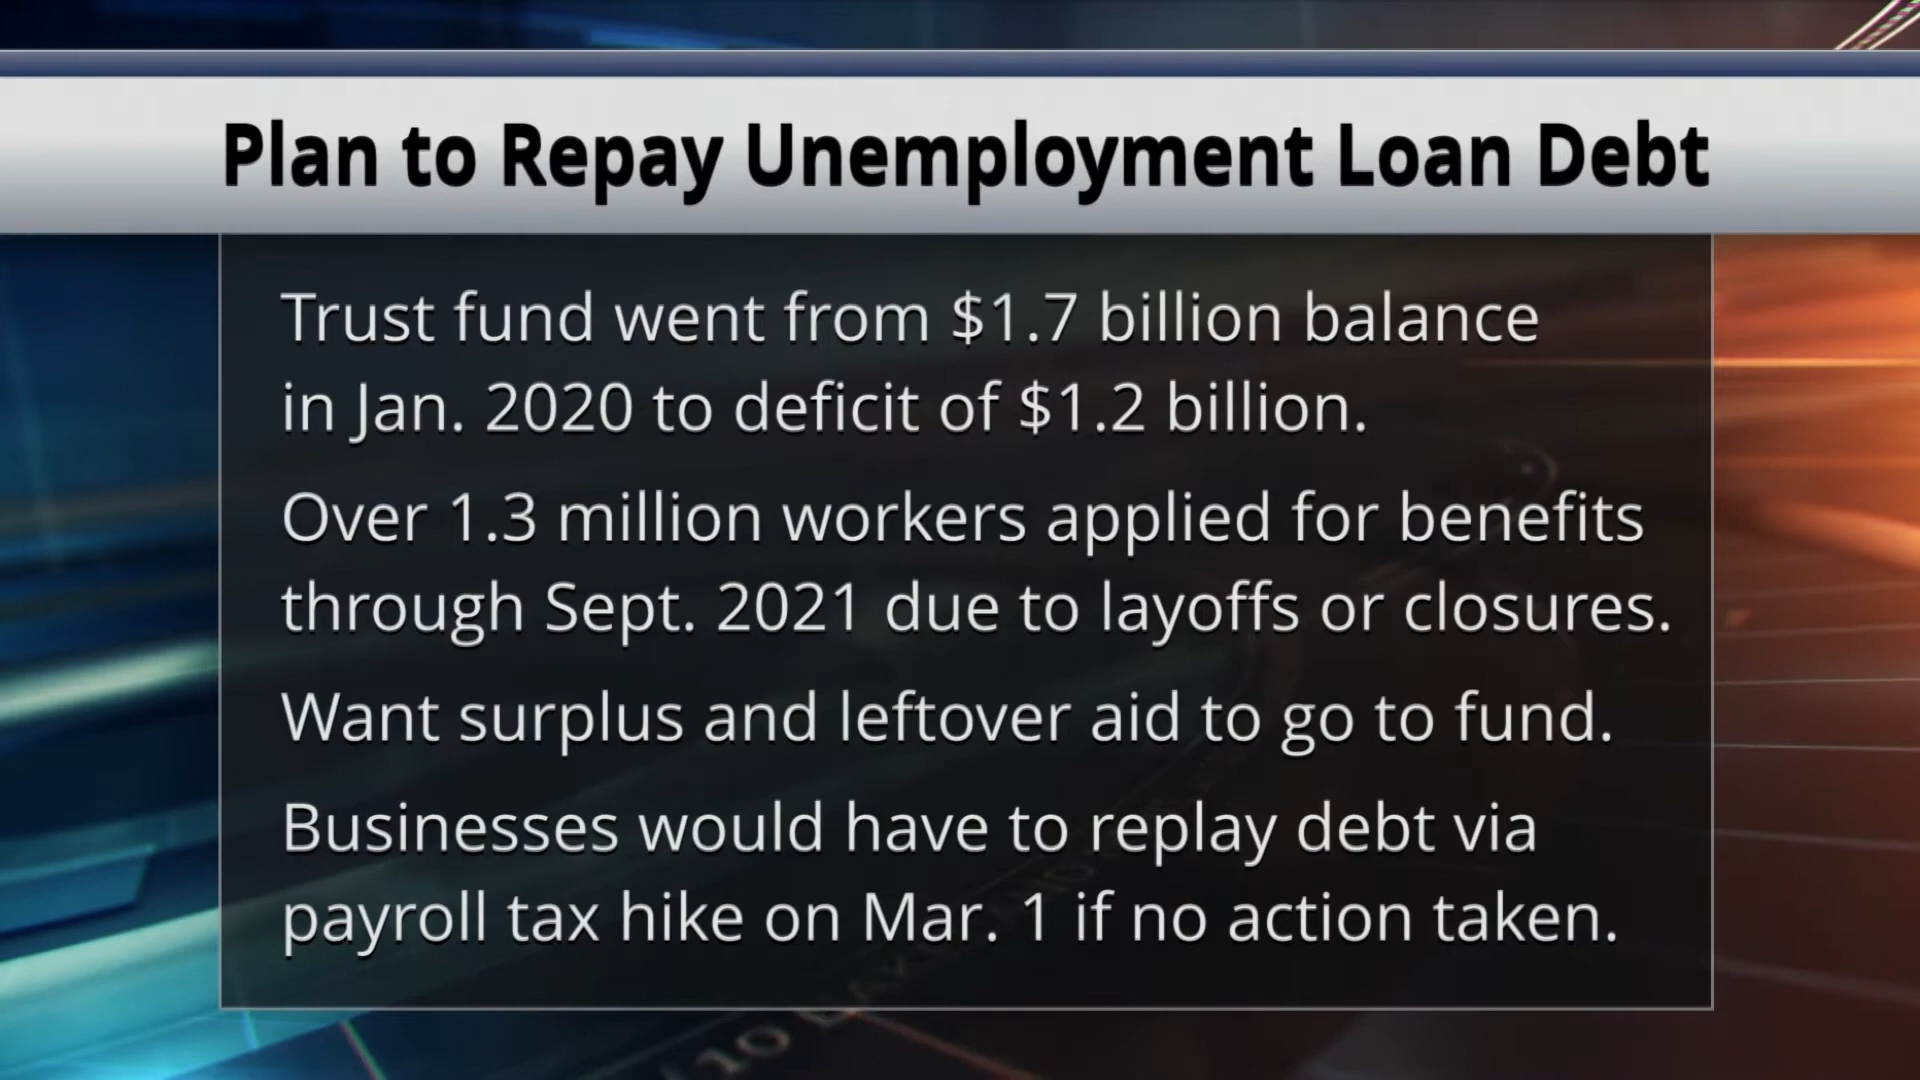 Plan to Repay Unemployment Loan Debt
Trust fund went from $1.7 billion balance
in Jan. 2020 to deficit of $1.2 billion.
Over 1.3 million workers applied for benefits
through Sept. 2021 due to layoffs or closures.
Want surplus and leftover aid to go to fund.
Businesses would have to replay debt via
payroll tax hike on Mar. 1 if no action taken.